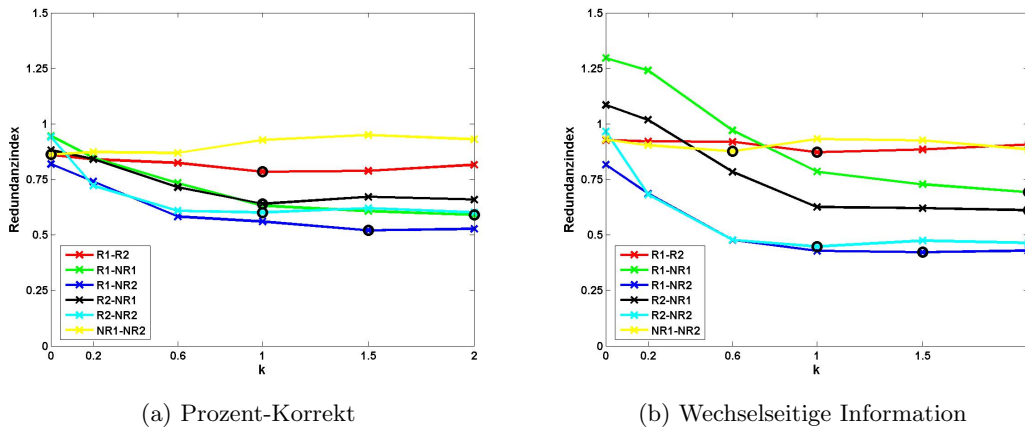 1.5
1.25
1
0.75
0.5
0.25
0
Redundanzindex
R1-R2
R1-NR1
R1-NR2
R2-NR1
R2-NR2
NR1-NR2
0 0.2 0.6 1 1.5 2
k
(a) Prozent-Korrekt
1.5
1.25
1
0.75
0.5
0.25
0
Redundanzindex
R1-R2
R1-NR1
R1-NR2
R2-NR1
R2-NR2
NR1-NR2
0 0.2 0.6 1 1.5
k
(b) Wechselseitige Information